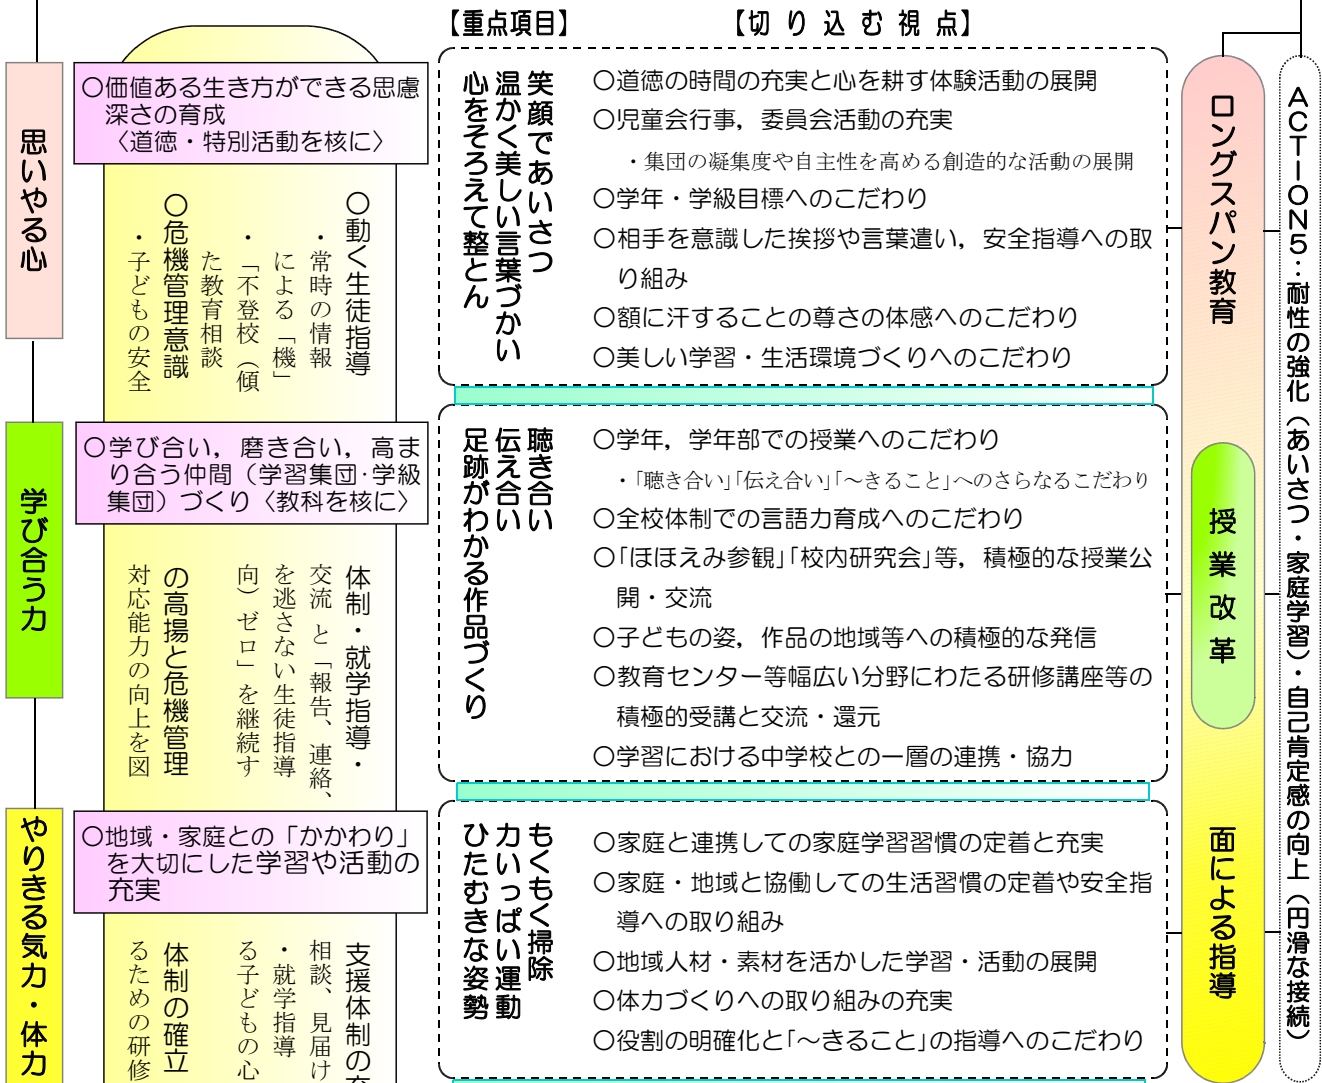 【重点項目】
【切り込む視点】
思いやる心
〇価値ある生き方ができる思慮
深さの育成
〈道徳・特別活動を核に〉
〇動く生徒指導
・常時の情報
による「機」
・「不登校（傾
た教育相談
〇危機管理意識
・子どもの安全
笑顔であいさつ
温かく美しい言葉づかい
心をそろえて整とん
〇道徳の時間の充実と心を耕す体験活動の展開
〇児童会行事，委員会活動の充実
・集団の凝集度や自主性を高める創造的な活動の展開
〇学年・学級目標へのこだわり
〇相手を意識した挨拶や言葉遣い，安全指導への取
り組み
〇額に汗することの尊さの体感へのこだわり
〇美しい学習・生活環境づくりへのこだわり
学び合う力
〇学び合い，磨き合い，高ま
り合う仲間（学習集団・学級
集団）づくり〈教科を核に〉
体制・就学指導・
交流 と「報告、連絡、
を逃さない生徒指導
向）ゼロ」を継続す
の高揚と危機管理
対応能力の向上を図
聴き合い
伝え合い
足跡がわかる作品づくり
〇学年，学年部での授業へのこだわり
・「聴き合い」「伝え合い」「～きること」へのさらなるこだわり
〇全校体制での言語力育成へのこだわり
〇「ほほえみ参観」「校内研究会」等，積極的な授業公
開・交流
〇子どもの姿，作品の地域等への積極的な発信
〇教育センター等幅広い分野にわたる研修講座等の
積極的受講と交流・還元
〇学習における中学校との一層の連携・協力
やりきる気力・体力
〇地域・家庭との「かかわり」
を大切にした学習や活動の
充実
支援体制の充
相談、見届け
・就学指導
る子どもの心
体制の確立
るための研修
もくもく掃除
力いっぱい運動
ひたむきな姿勢
〇家庭と連携しての家庭学習習慣の定着と充実
〇家庭・地域と協働しての生活習慣の定着や安全指
導への取り組み
〇地域人材・素材を活かした学習・活動の展開
〇体力づくりへの取り組みの充実
〇役割の明確化と「～きること」の指導へのこだわり
ロングスパン教育
授業改革
面による指導
ACTION５：耐性の強化（あいさつ・家庭学習）・自己肯定感の向上（円滑な接続）